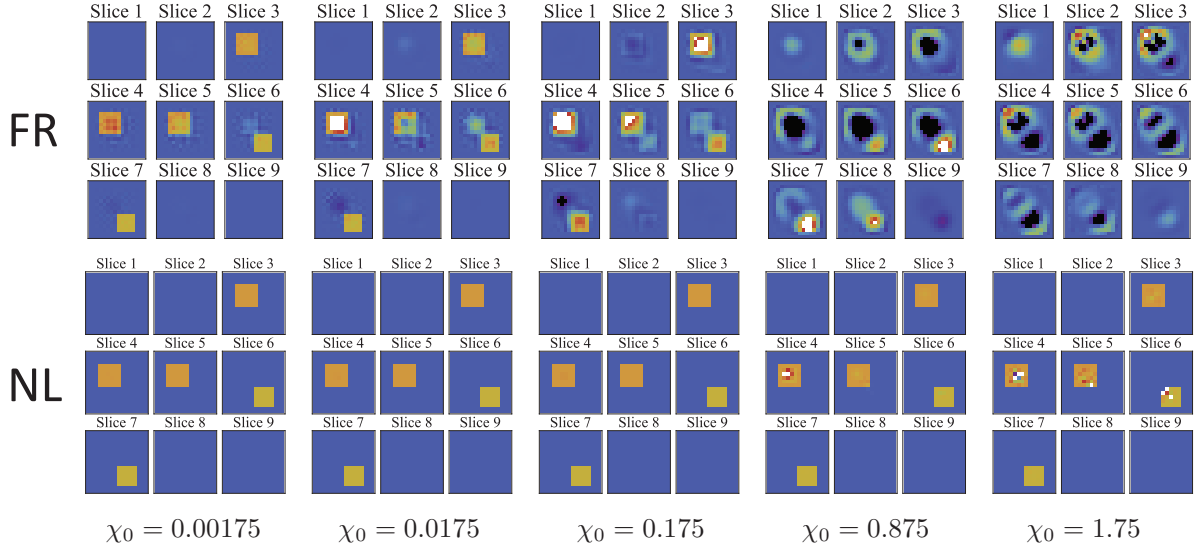 Slice 1 Slice 2 Slice 3 Slice 1 Slice 2 Slice 3 Slice 1 Slice 2 Slice 3 Slice 1 Slice 2 Slice 3 Slice 1 Slice 2 Slice 3
FR
Slice 4 Slice 5 Slice 6 Slice 4 Slice 5 Slice 6 Slice 4 Slice 5 Slice 6 Slice 4 Slice 5 Slice 6 Slice 4 Slice 5 Slice 6
Slice 7 Slice 8 Slice 9 Slice 7 Slice 8 Slice 9 Slice 7 Slice 8 Slice 9 Slice 7 Slice 8 Slice 9 Slice 7 Slice 8 Slice 9
Slice 1 Slice 2 Slice 3 Slice 1 Slice 2 Slice 3 Slice 1 Slice 2 Slice 3 Slice 1 Slice 2 Slice 3 Slice 1 Slice 2 Slice 3
NL
Slice 4 Slice 5 Slice 6 Slice 4 Slice 5 Slice 6 Slice 4 Slice 5 Slice 6 Slice 4 Slice 5 Slice 6 Slice 4 Slice 5 Slice 6
Slice 7 Slice 8 Slice 9 Slice 7 Slice 8 Slice 9 Slice 7 Slice 8 Slice 9 Slice 7 Slice 8 Slice 9 Slice 7 Slice 8 Slice 9
χ₀ = 0.00175 χ₀ = 0.0175 χ₀ = 0.175 χ₀ = 0.875 χ₀ = 1.75